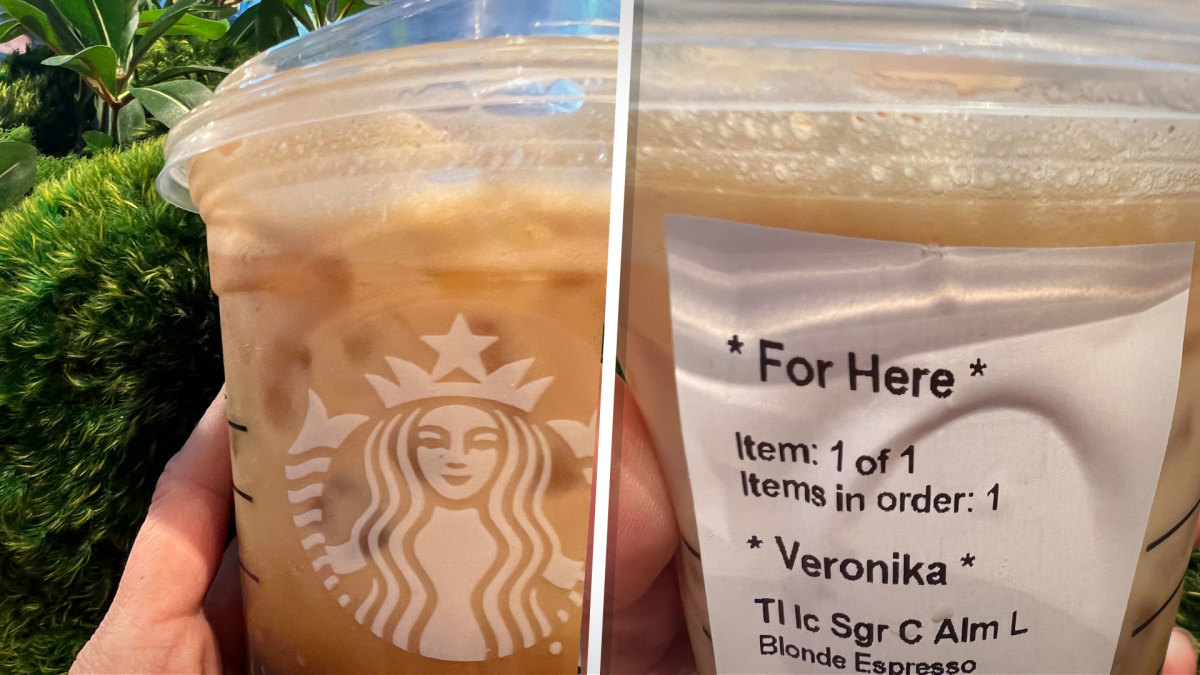 * For Here *
Item: 1 of 1
Items in order: 1
* Veronika *
Tl Ic Sgr C Alm L
Blonde Espresso